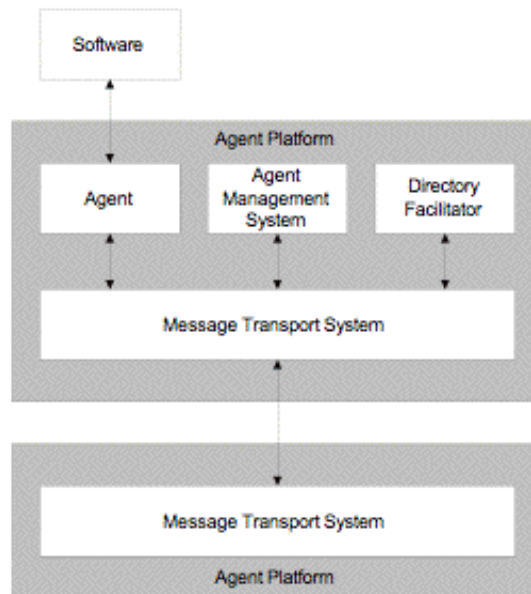 Software
Agent Platform
Agent
Agent
Management
System
Directory
Facilitator
Message Transport System
Message Transport System
Agent Platform